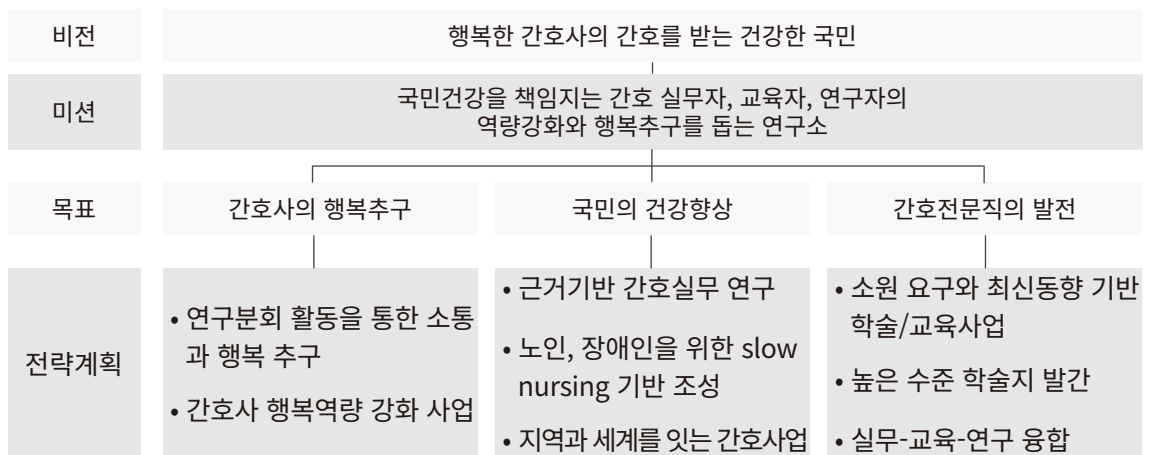 비전
행복한 간호사의 간호를 받는 건강한 국민
미션
국민건강을 책임지는 간호 실무자, 교육자, 연구자의
역량강화와 행복추구를 돕는 연구소
목표
간호사의 행복추구
국민의 건강향상
간호전문직의 발전
전략계획
• 연구분회 활동을 통한 소통
과 행복 추구
• 간호사 행복역량 강화 사업
• 근거기반 간호실무 연구
• 노인, 장애인을 위한 slow
nursing 기반 조성
• 지역과 세계를 잇는 간호사업
• 소원 요구와 최신동향 기반
학술/교육사업
• 높은 수준 학술지 발간
• 실무-교육-연구 융합